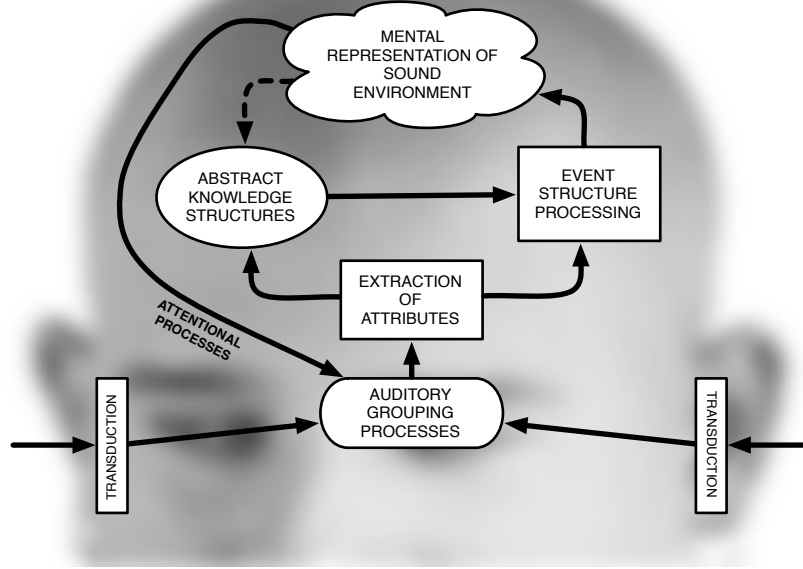 MENTAL
REPRESENTATION OF
SOUND
ENVIRONMENT
ABSTRACT
KNOWLEDGE
STRUCTURES
EVENT
STRUCTURE
PROCESSING
EXTRACTION
OF
ATTRIBUTES
ATTENTIONAL
PROCESSES
AUDITORY
GROUPING
PROCESSES
TRANSDUCTION
TRANSDUCTION